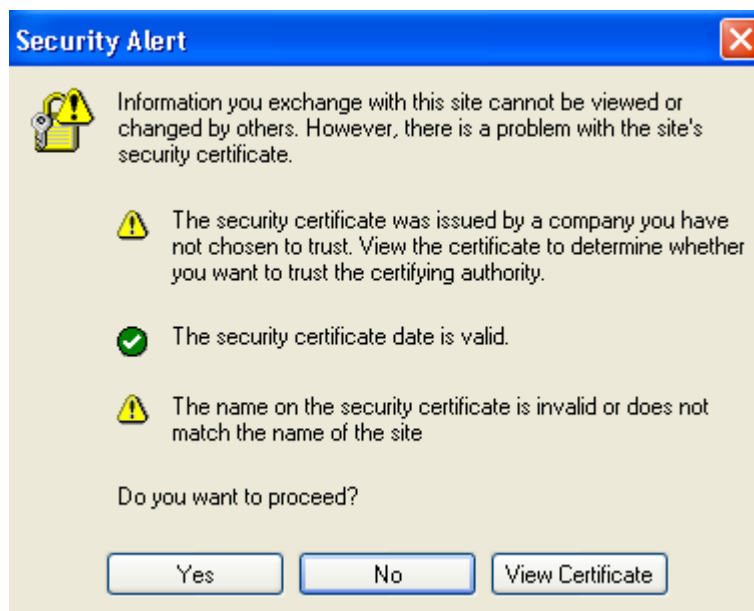 Security Alert
Information you exchange with this site cannot be viewed or
changed by others. However, there is a problem with the site's
security certificate.
The security certificate was issued by a company you have
not chosen to trust. View the certificate to determine whether
you want to trust the certifying authority.
The security certificate date is valid.
The name on the security certificate is invalid or does not
match the name of the site
Do you want to proceed?
Yes
No
View Certificate